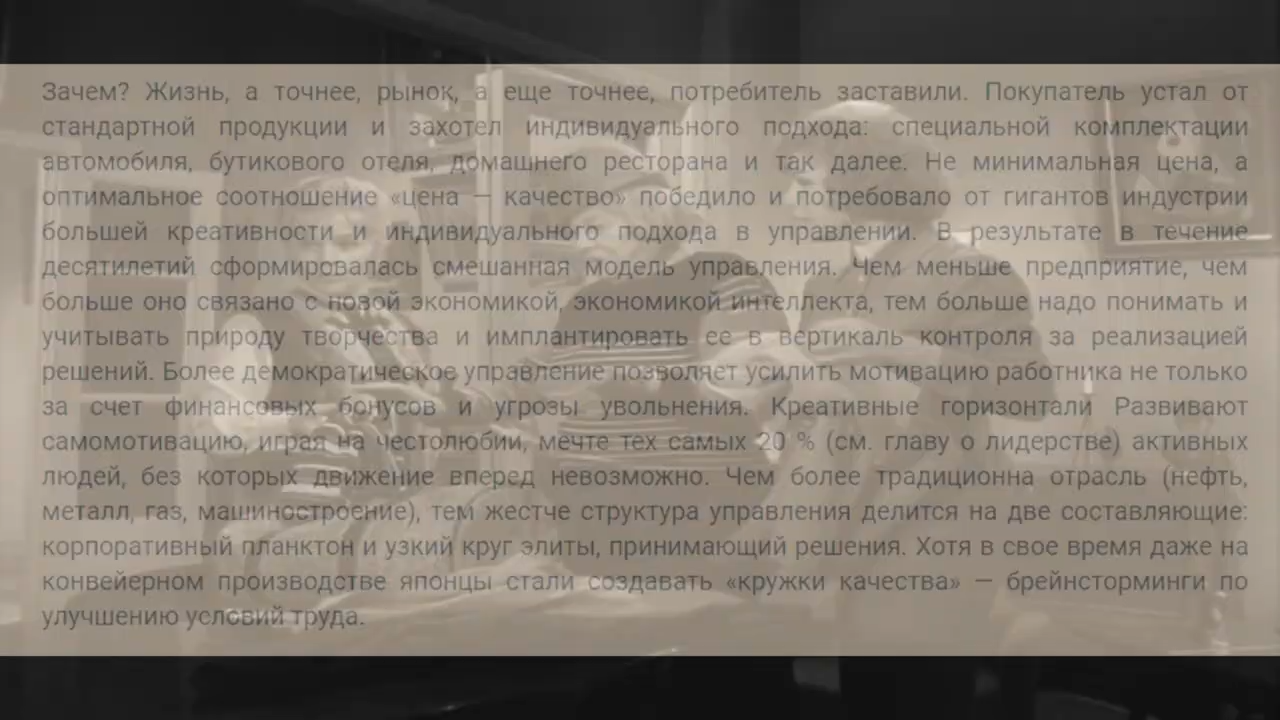 Зачем? Жизнь, а точнее, рынок, а еще точнее, потребитель заставили. Покупатель устал от
стандартной продукции и захотел индивидуального подхода: специальной комплектации
автомобиля, бутикового отеля, домашнего ресторана и так далее. Не минимальная цена, а
оптимальное соотношение «цена — качество» победило и потребовало от гигантов индустрии
большей креативности и индивидуального подхода в управлении. В результате в течение
десятилетий сформировалась смешанная модель управления. Чем меньше предприятие, чем
больше оно связано с новой экономикой, экономикой интеллекта, тем больше надо понимать и
учитывать природу творчества и имплантировать ее в вертикаль контроля за реализацией
решений. Более демократическое управление позволяет усилить мотивацию работника не только
за счет финансовых бонусов и угрозы увольнения. Креативные горизонтали Развивают
самомотивацию, играя на честолюбии, мечте тех самых 20 % (см. главу о лидерстве) активных
людей, без которых движение вперед невозможно. Чем более традиционна отрасль (нефть,
металл, газ, машиностроение), тем жестче структура управления делится на две составляющие:
корпоративный планктон и узкий круг элиты, принимающий решения. Хотя в свое время даже на
конвейерном производстве японцы стали создавать «кружки качества» — брейнсторминги по
улучшению условий труда.